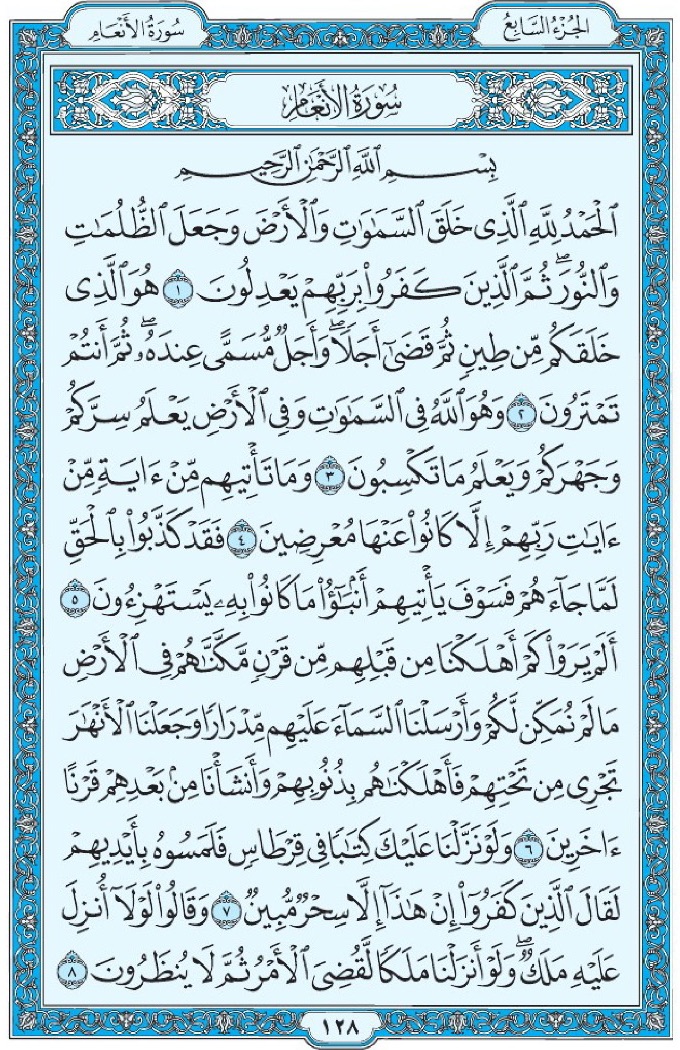 الجُزْءُ السَّابِعُ
سُورَةُ الأَنْعَامِ
سُورَةُ الأَنْعَامِ
بِسْمِ ٱللَّهِ ٱلرَّحْمَٰنِ ٱلرَّحِيمِ
ٱلْحَمْدُ لِلَّهِ ٱلَّذِى خَلَقَ ٱلسَّمَٰوَٰتِ وَٱلْأَرْضَ وَجَعَلَ ٱلظُّلُمَٰتِ
وَٱلنُّورَۖ ثُمَّ ٱلَّذِينَ كَفَرُوا۟ بِرَبِّهِمْ يَعْدِلُونَ ١ هُوَ ٱلَّذِى
خَلَقَكُم مِّن طِينٍ ثُمَّ قَضَىٰٓ أَجَلًاۖ وَأَجَلٌ مُّسَمًّى عِندَهُۥۖ ثُمَّ أَنتُمْ
تَمْتَرُونَ ٢ وَهُوَ ٱللَّهُ فِى ٱلسَّمَٰوَٰتِ وَفِى ٱلْأَرْضِ يَعْلَمُ سِرَّكُمْ
وَجَهْرَكُمْ وَيَعْلَمُ مَا تَكْسِبُونَ ٣ وَمَا تَأْتِيهِم مِّنْ ءَايَةٍ مِّنْ
ءَايَٰتِ رَبِّهِمْ إِلَّا كَانُوا۟ عَنْهَا مُعْرِضِينَ ٤ فَقَدْ كَذَّبُوا۟ بِٱلْحَقِّ
لَمَّا جَآءَهُمْ فَسَوْفَ يَأْتِيهِمْ أَنۢبَٰٓؤُا۟ مَا كَانُوا۟ بِهِۦ يَسْتَهْزِءُونَ ٥
أَلَمْ يَرَوْا۟ كَمْ أَهْلَكْنَا مِن قَبْلِهِم مِّن قَرْنٍ مَّكَّنَّٰهُمْ فِى ٱلْأَرْضِ
مَا لَمْ نُمَكِّن لَّكُمْ وَأَرْسَلْنَا ٱلسَّمَآءَ عَلَيْهِم مِّدْرَارًا وَجَعَلْنَا ٱلْأَنْهَٰرَ
تَجْرِى مِن تَحْتِهِمْ فَأَهْلَكْنَٰهُم بِذُنُوبِهِمْ وَأَنشَأْنَا مِنۢ بَعْدِهِمْ قَرْنًا
ءَاخَرِينَ ٦ وَلَوْ نَزَّلْنَا عَلَيْكَ كِتَٰبًا فِى قِرْطَاسٍ فَلَمَسُوهُ بِأَيْدِيهِمْ
لَقَالَ ٱلَّذِينَ كَفَرُوٓا۟ إِنْ هَٰذَآ إِلَّا سِحْرٌ مُّبِينٌ ٧ وَقَالُوا۟ لَوْلَآ أُنزِلَ
عَلَيْهِ مَلَكٌۖ وَلَوْ أَنزَلْنَا مَلَكًا لَّقُضِىَ ٱلْأَمْرُ ثُمَّ لَا يُنظَرُونَ ٨
١٢٨